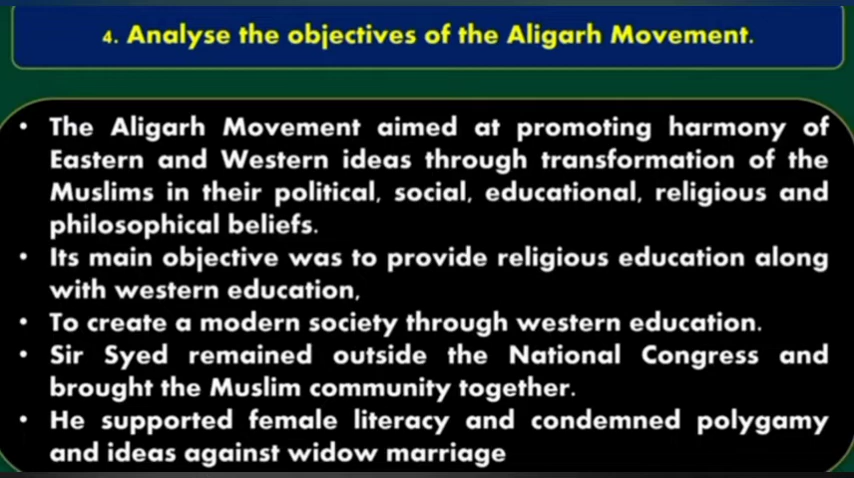 4. Analyse the objectives of the Aligarh Movement.
• The Aligarh Movement aimed at promoting harmony of
Eastern and Western ideas through transformation of the
Muslims in their political, social, educational, religious and
philosophical beliefs.
• Its main objective was to provide religious education along
with western education,
• To create a modern society through western education.
• Sir Syed remained outside the National Congress and
brought the Muslim community together.
• He supported female literacy and condemned polygamy
and ideas against widow marriage